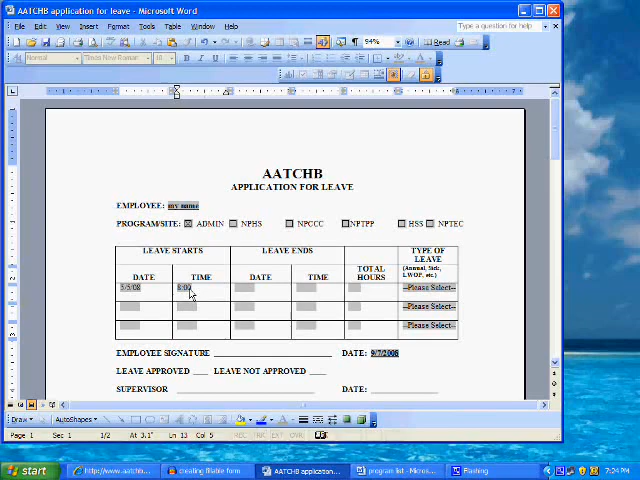 AATCHB application for leave - Microsoft Word
File Edit View Insert Format Tools Table Window Help
Type a question for help
94% Read
Normal Times New Roman 10
AATCHB
APPLICATION FOR LEAVE
EMPLOYEE: my name
PROGRAM/SITE: ADMIN NPHS NPCCC NPTPP HSS NPTEC
LEAVE STARTS LEAVE ENDS TYPE OF LEAVE
DATE TIME DATE TIME TOTAL HOURS (Annual, Sick, LWOP, etc.)
5/5/08 8:00 --Please Select--
--Please Select--
--Please Select--
EMPLOYEE SIGNATURE DATE: 9/7/2008
LEAVE APPROVED ____ LEAVE NOT APPROVED ____
SUPERVISOR DATE:
Draw AutoShapes
Page 1 Sec 1 1/2 At 3.1" Ln 13 Col 5 REC TRK EXT OVR
start http://www.aatchb... creating fillable form AATCHB application... program list - Micros... Flashing 7:24 PM